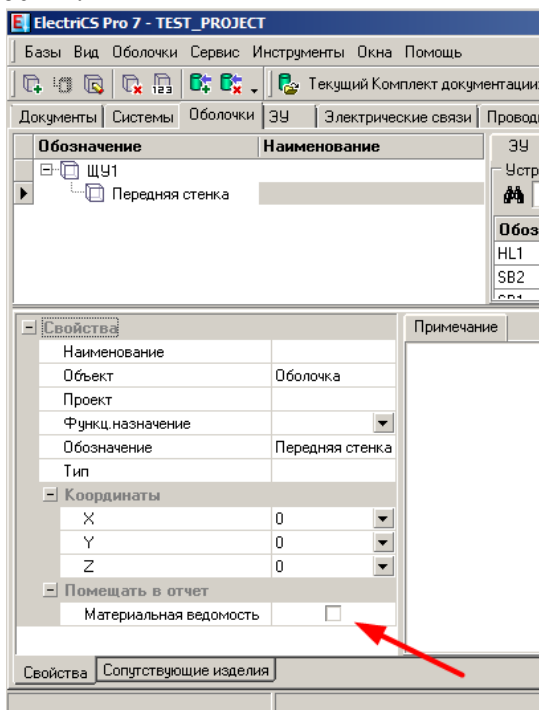 ElectriCS Pro 7 - TEST_PROJECT
Базы Вид Оболочки Сервис Инструменты Окна Помощь
123 Текущий Комплект документации:
Документы Системы Оболочки ЭУ Электрические связи
Обозначение Наименование ЭУ
ЩУ1
Передняя стенка
HL1
SB2
Свойства Примечание
Наименование
Объект Оболочка
Проект
Функц.назначение
Обозначение Передняя стенка
Тип
Координаты
X 0
Y 0
Z 0
Помещать в отчет
Материальная ведомость
Свойства Сопутствующие изделия